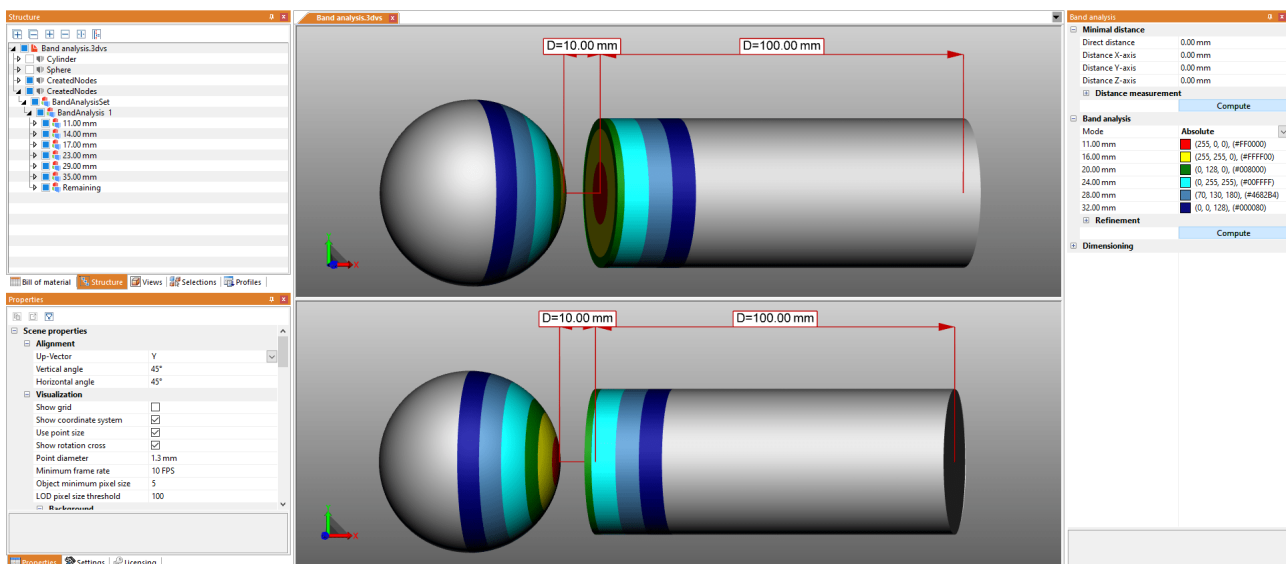 Structure
Band analysis.3dvs
Cylinder
Sphere
CreatedNodes
CreatedNodes
BandAnalysisSet
BandAnalysis 1
11.00 mm
14.00 mm
17.00 mm
23.00 mm
29.00 mm
35.00 mm
Remaining
Bill of material Structure Views Selections Profiles
Properties
Scene properties
Alignment
Up-Vector Y
Vertical angle 45°
Horizontal angle 45°
Visualization
Show grid
Show coordinate system
Use point size
Show rotation cross
Point diameter 1.3 mm
Minimum frame rate 10 FPS
Object minimum pixel size 5
LOD pixel size threshold 100
Background
Properties Settings Licensing
Band analysis.3dvs
D=10.00 mm D=100.00 mm
Y
X
D=10.00 mm D=100.00 mm
X
Band analysis
Minimal distance
Direct distance 0.00 mm
Distance X-axis 0.00 mm
Distance Y-axis 0.00 mm
Distance Z-axis 0.00 mm
Distance measurement
Compute
Band analysis
Mode Absolute
11.00 mm (255, 0, 0), (#FF0000)
16.00 mm (255, 255, 0), (#FFFF00)
20.00 mm (0, 128, 0), (#008000)
24.00 mm (0, 255, 255), (#00FFFF)
28.00 mm (70, 130, 180), (#4682B4)
32.00 mm (0, 0, 128), (#000080)
Refinement
Compute
Dimensioning